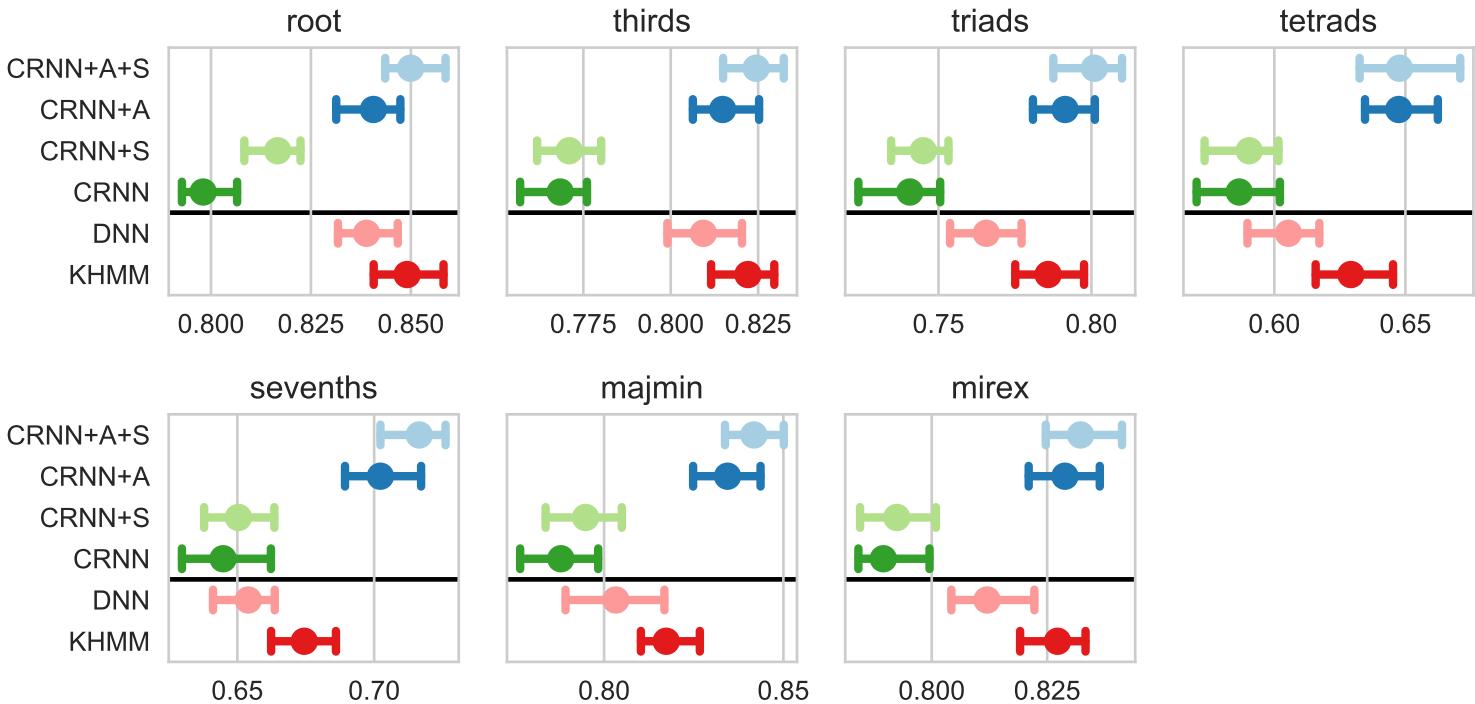 root thirds triads tetrads
CRNN+A+S
CRNN+A
CRNN+S
CRNN
DNN
KHMM
0.800 0.825 0.850 0.775 0.800 0.825 0.75 0.80 0.60 0.65
sevenths majmin mirex
CRNN+A+S
CRNN+A
CRNN+S
CRNN
DNN
KHMM
0.65 0.70 0.80 0.85 0.800 0.825